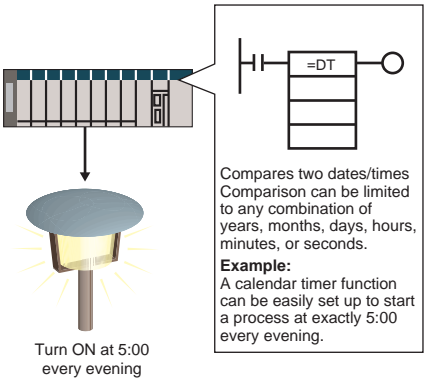 =DT
Compares two dates/times
Comparison can be limited
to any combination of
years, months, days, hours,
minutes, or seconds.
Example:
A calendar timer function
can be easily set up to start
a process at exactly 5:00
every evening.
Turn ON at 5:00
every evening